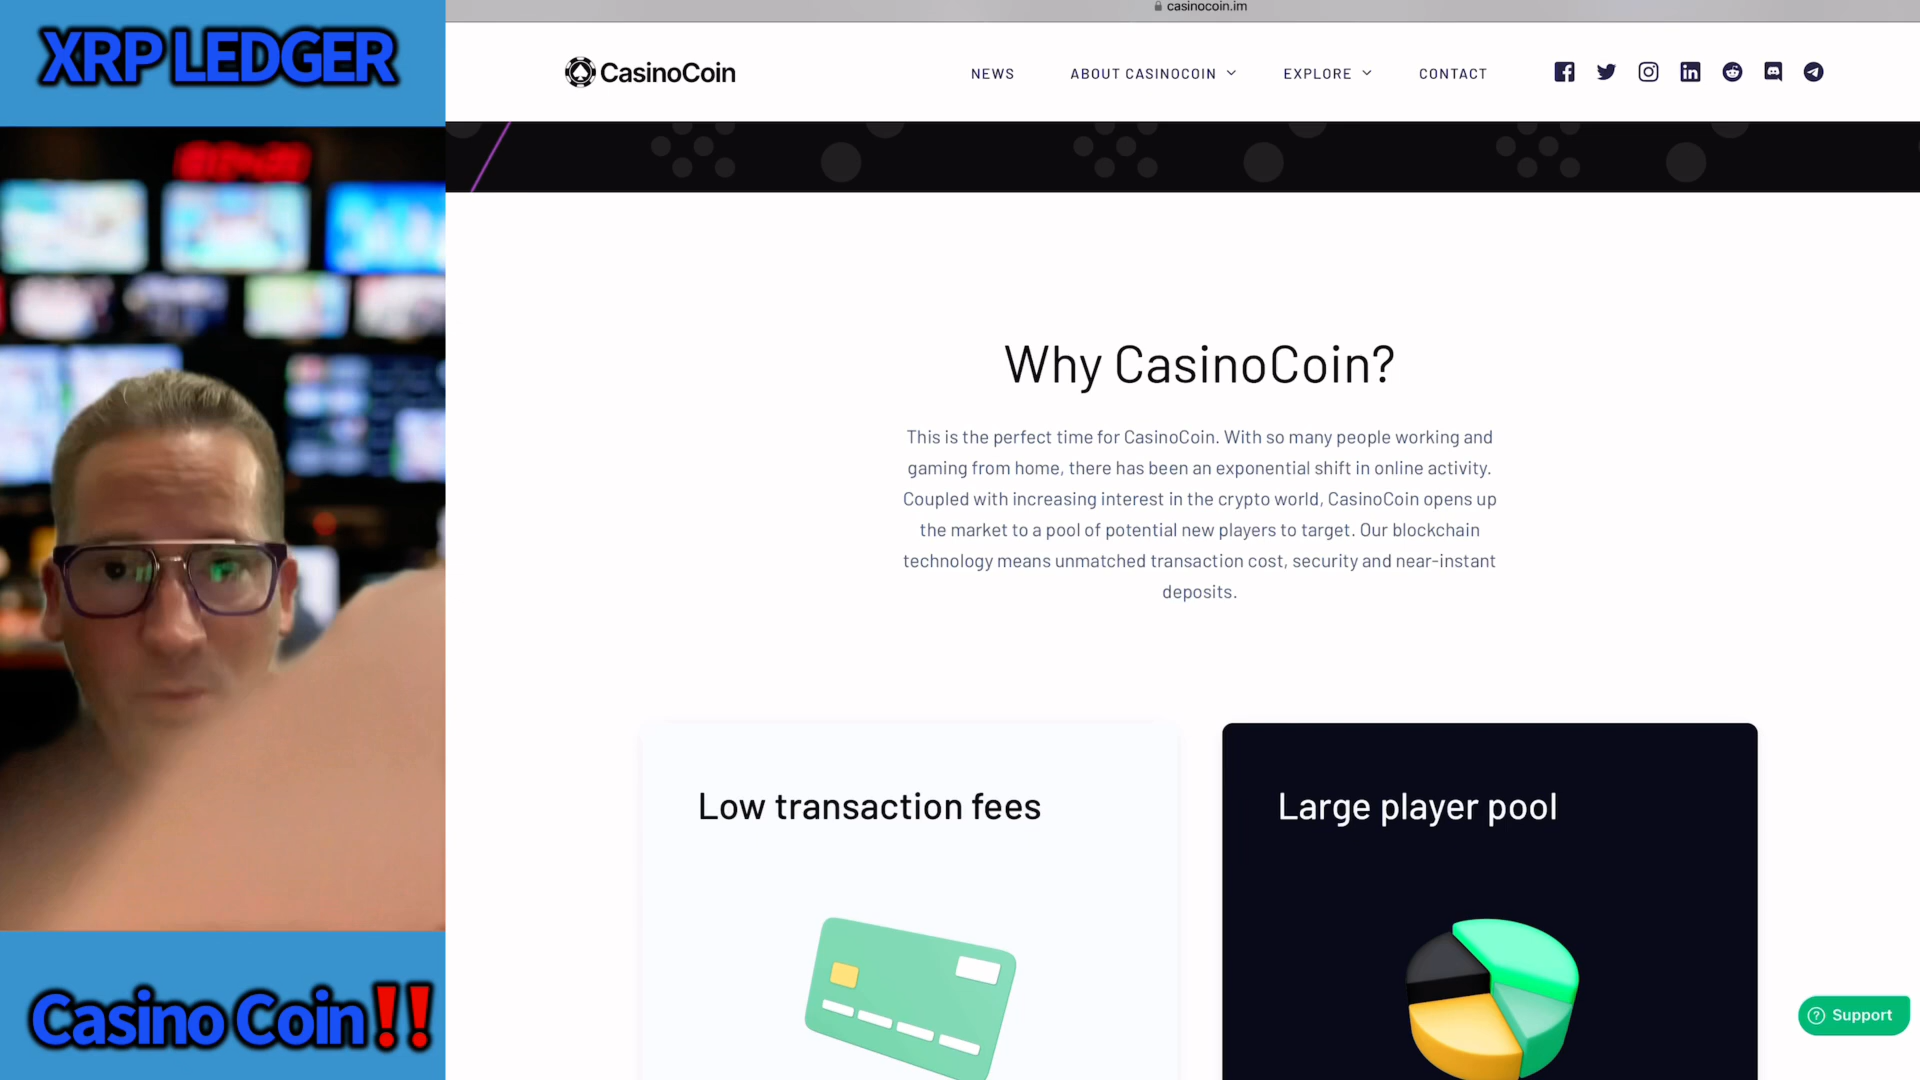 XRP LEDGER
casinocoin.im
CasinoCoin
NEWS
ABOUT CASINOCOIN
EXPLORE
CONTACT
Why CasinoCoin?
This is the perfect time for CasinoCoin. With so many people working and
gaming from home, there has been an exponential shift in online activity.
Coupled with increasing interest in the crypto world, CasinoCoin opens up
the market to a pool of potential new players to target. Our blockchain
technology means unmatched transaction cost, security and near-instant
deposits.
Low transaction fees
Large player pool
Support
Casino Coin‼️